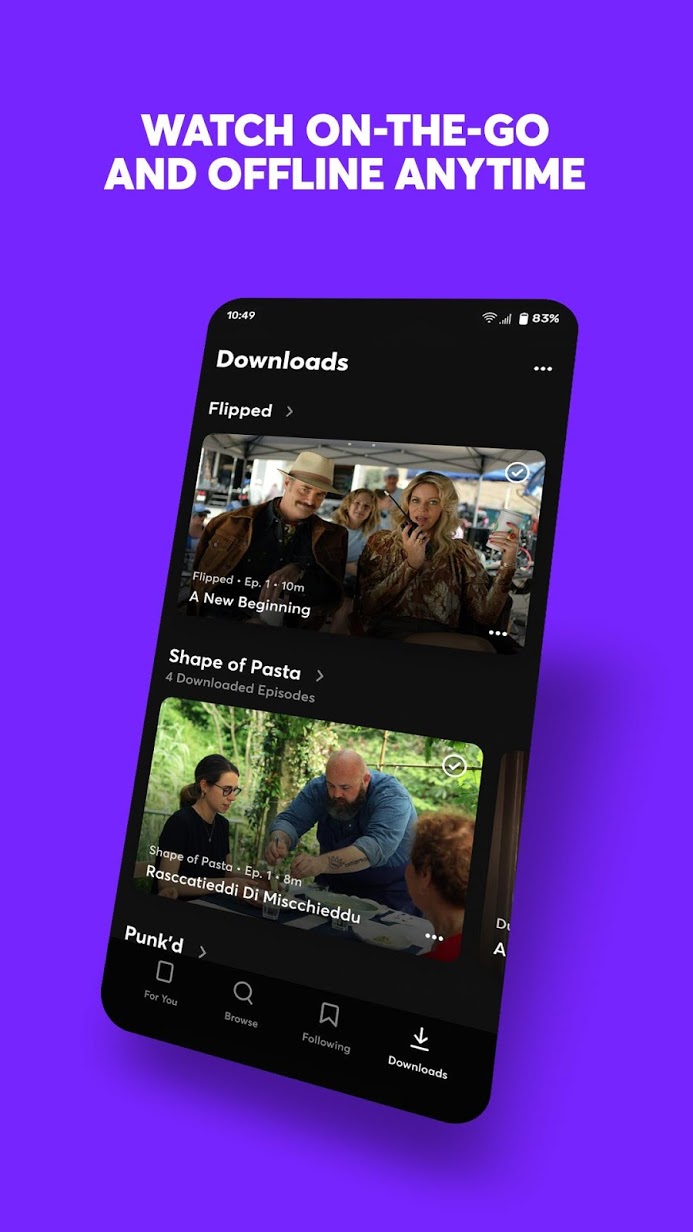 WATCH ON-THE-GO
AND OFFLINE ANYTIME
10:49
83%
Downloads
Flipped
Flipped • Ep. 1 • 10m
A New Beginning
Shape of Pasta
4 Downloaded Episodes
Shape of Pasta • Ep. 1 • 8m
Rasccatieddi Di Miscchieddu
Du
A
Punk'd
For You
Browse
Following
Downloads